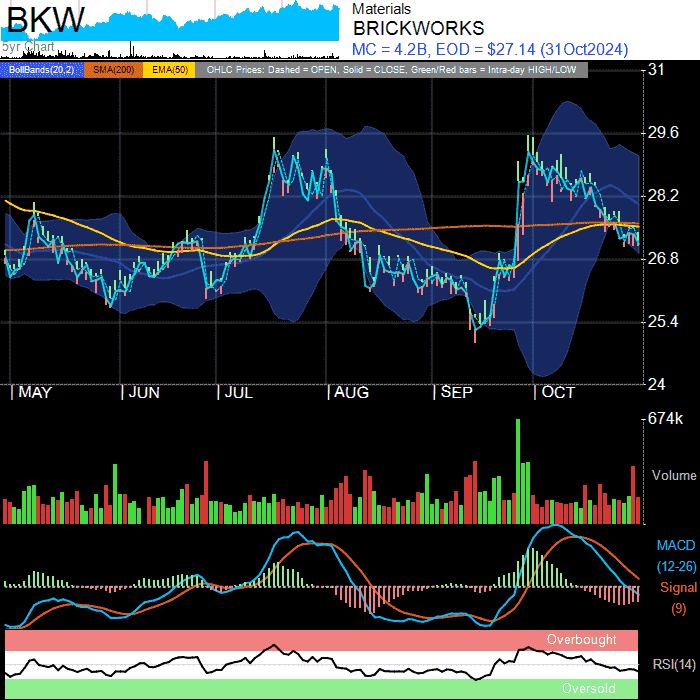 BKW
5yr Chart
Materials
BRICKWORKS
MC = 4.2B, EOD = $27.14 (31Oct2024)
BollBands(20,2) SMA(200) EMA(50) OHLC Prices: Dashed = OPEN, Solid = CLOSE, Green/Red bars = Intra-day HIGH/LOW
31
29.6
28.2
26.8
25.4
24
MAY JUN JUL AUG SEP OCT
674k
Volume
MACD
(12-26)
Signal
(9)
Overbought
RSI(14)
Oversold